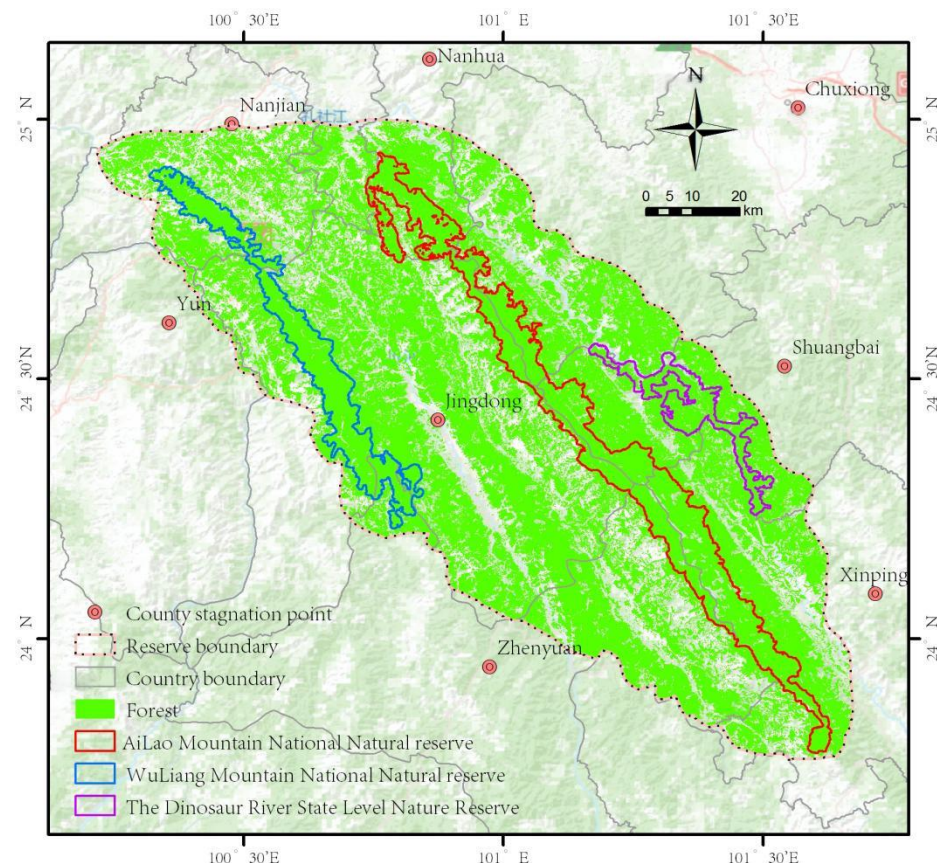 100° 30'E
101° E
101° 30'E
Nanhua
N
Chuxiong
Nanjian
25° N
25° N
0 5 10 20
km
Yun
Shuangbai
24° 30'N
24° 30'N
Jingdong
Xinping
County stagnation point
Reserve boundary
24° N
24° N
Zhenyuan
Country boundary
Forest
AiLao Mountain National Natural reserve
WuLiang Mountain National Natural reserve
The Dinosaur River State Level Nature Reserve
100° 30'E
101° E
101° 30'E